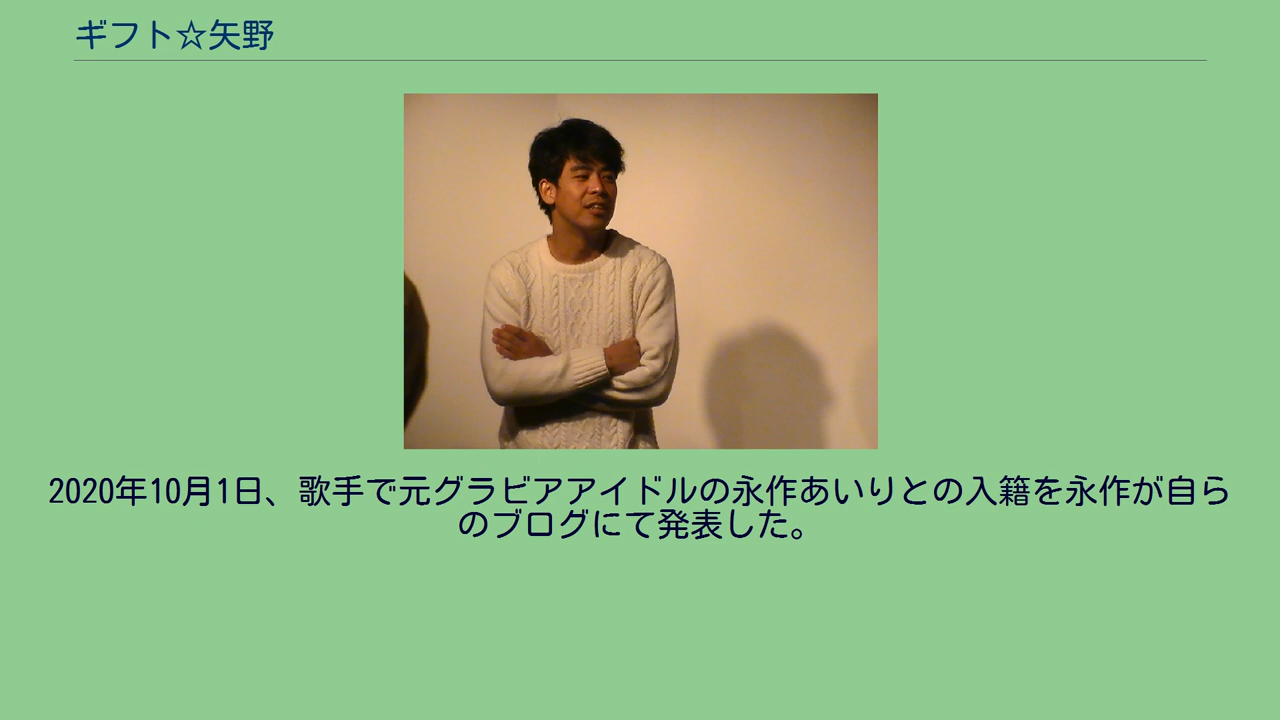 ギフト☆矢野
2020年10月1日、歌手で元グラビアアイドルの永作あいりとの入籍を永作が自ら
のブログにて発表した。